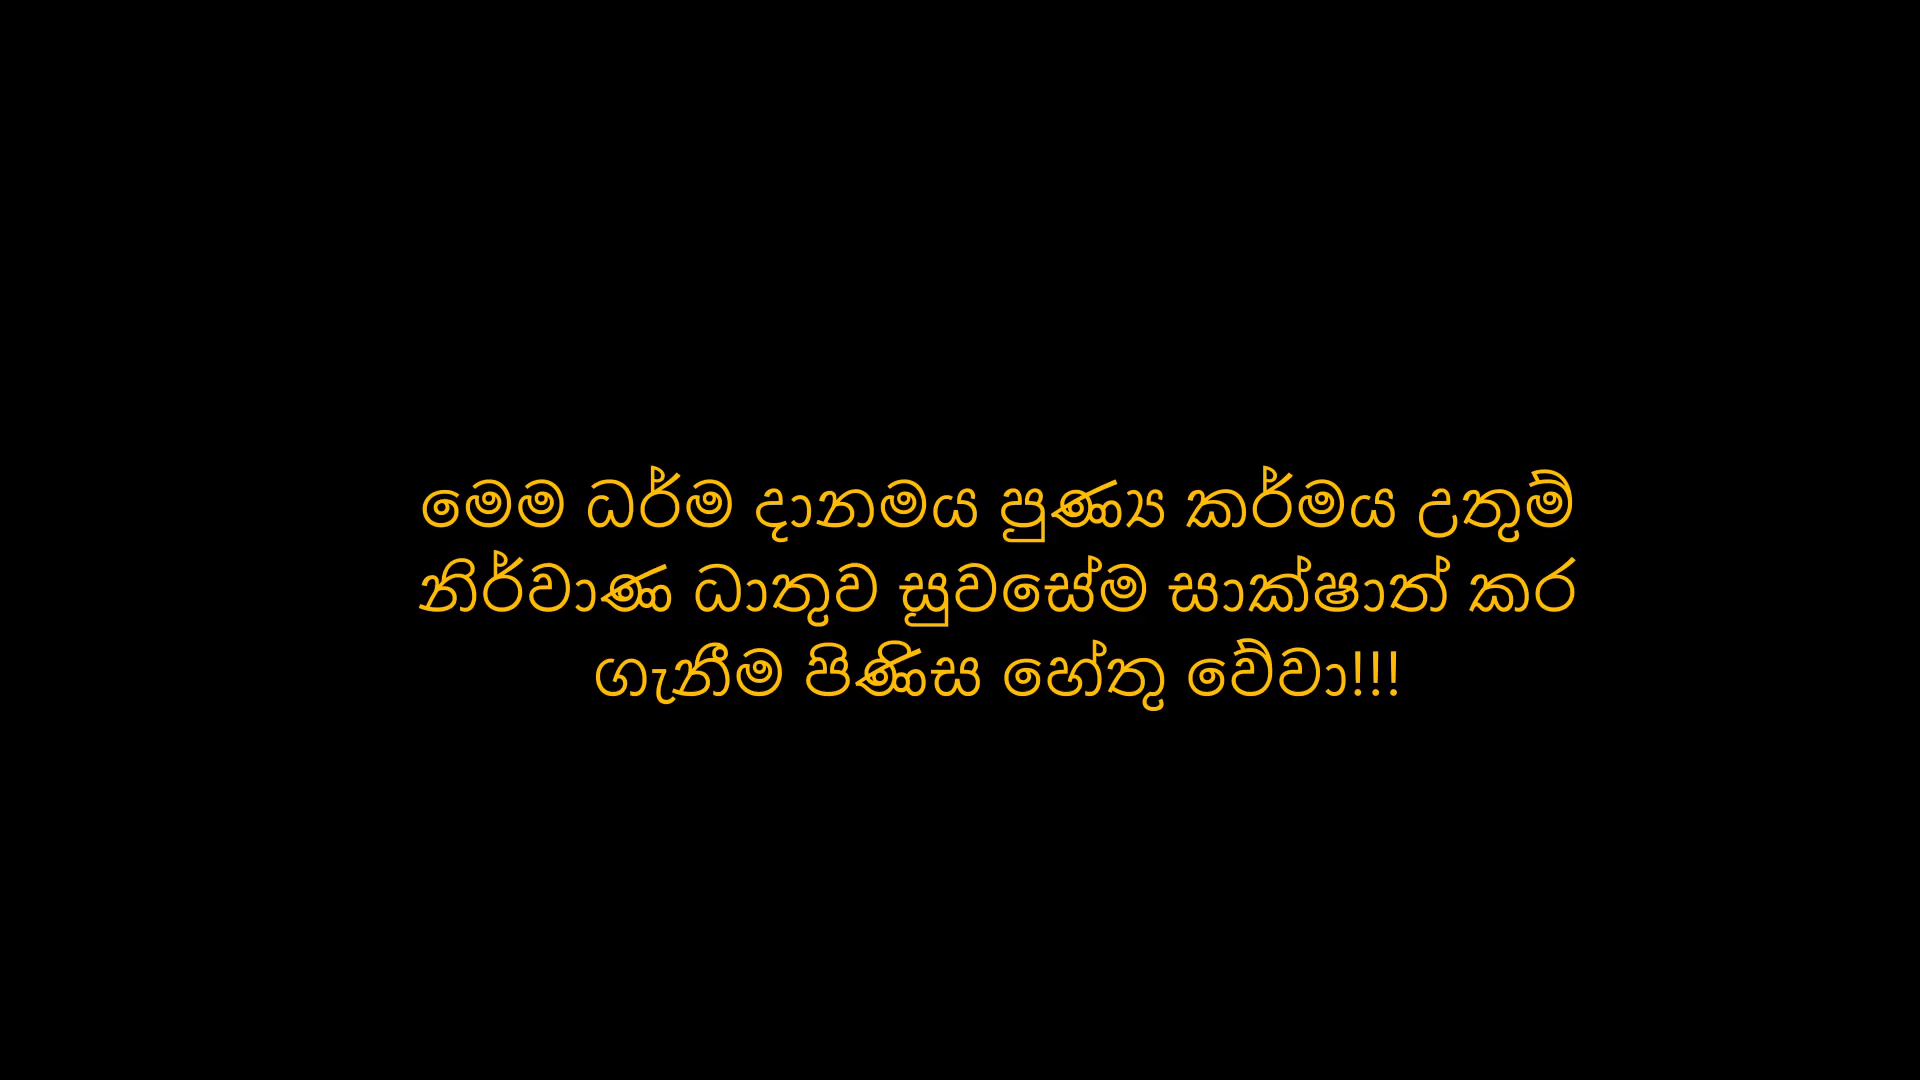 මෙම ධර්ම දානමය පුණ්‍ය කර්මය උතුම්
නිර්වාණ ධාතුව සුවසේම සාක්ෂාත් කර
ගැනීම පිණිස හේතු වේවා!!!